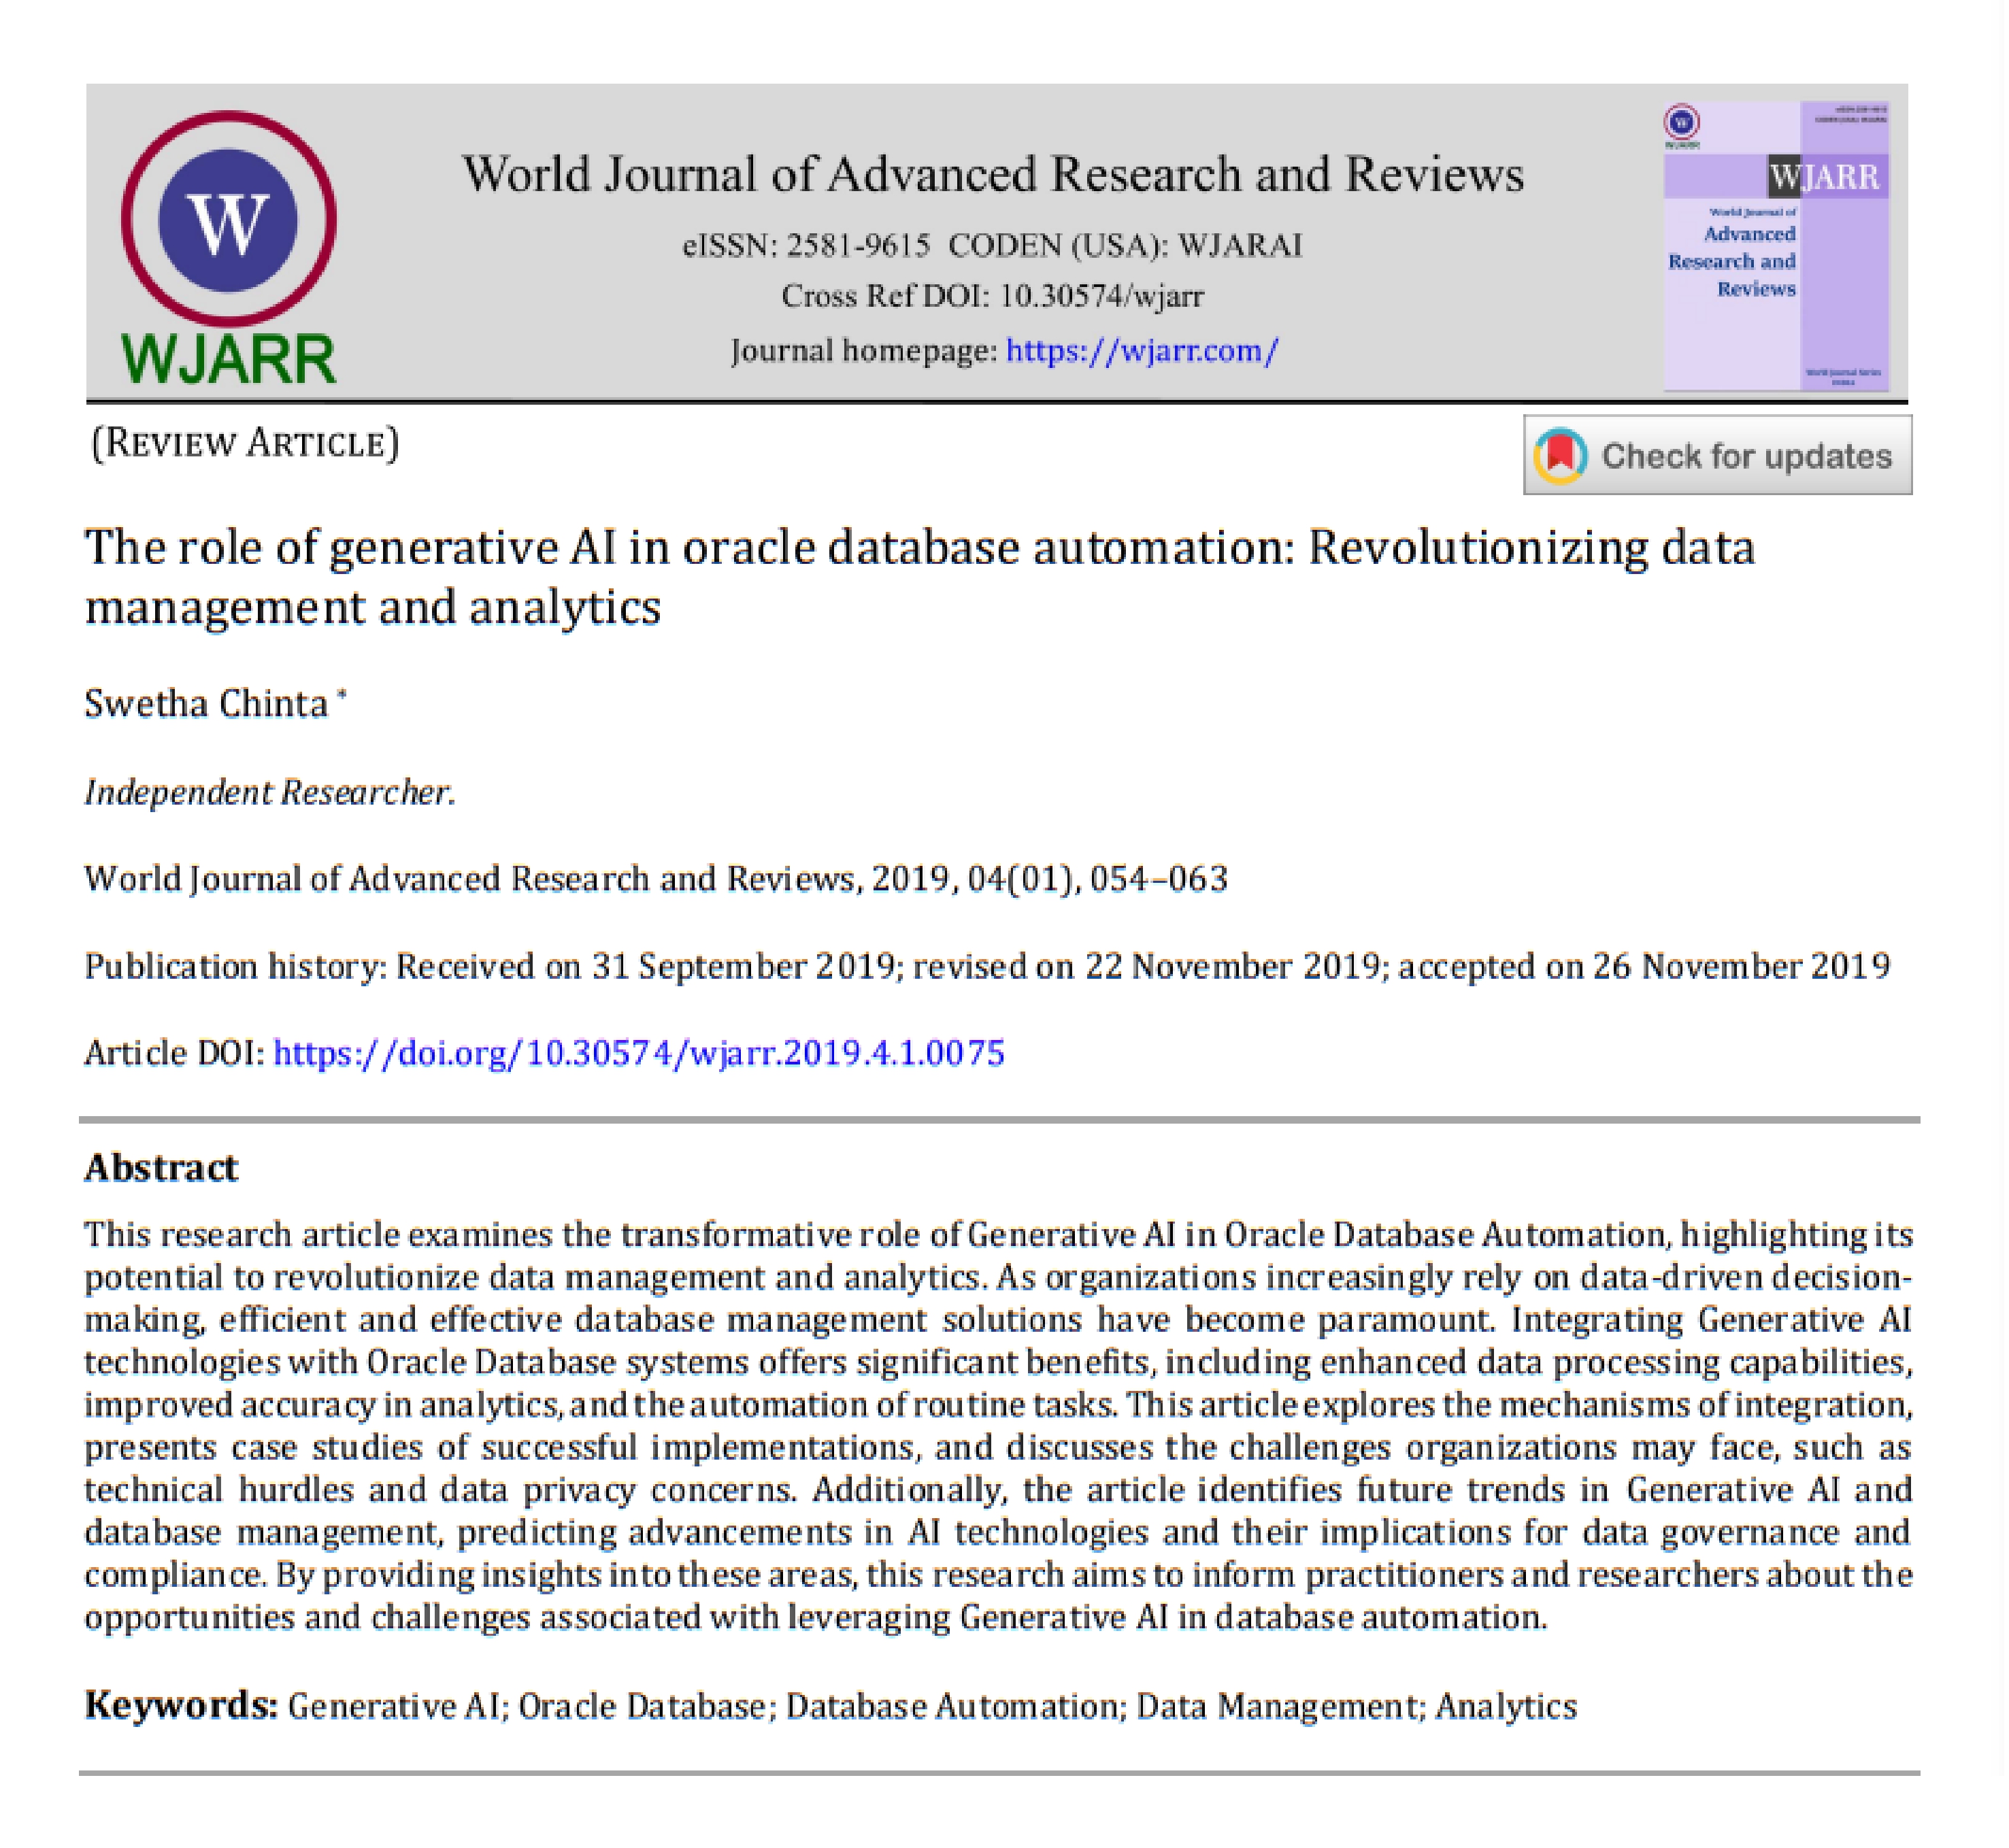 W
WJARR
World Journal of Advanced Research and Reviews
eISSN: 2581-9615 CODEN (USA): WJARAI
Cross Ref DOI: 10.30574/wjarr
Journal homepage: https://wjarr.com/
W
WJARR
WJARR
World Journal of
Advanced
Research and
Reviews
World Journal Series
(REVIEW ARTICLE)
Check for updates
The role of generative AI in oracle database automation: Revolutionizing data
management and analytics
Swetha Chinta *
Independent Researcher.
World Journal of Advanced Research and Reviews, 2019, 04(01), 054–063
Publication history: Received on 31 September 2019; revised on 22 November 2019; accepted on 26 November 2019
Article DOI: https://doi.org/10.30574/wjarr.2019.4.1.0075
Abstract
This research article examines the transformative role of Generative AI in Oracle Database Automation, highlighting its
potential to revolutionize data management and analytics. As organizations increasingly rely on data-driven decision-
making, efficient and effective database management solutions have become paramount. Integrating Generative AI
technologies with Oracle Database systems offers significant benefits, including enhanced data processing capabilities,
improved accuracy in analytics, and the automation of routine tasks. This article explores the mechanisms of integration,
presents case studies of successful implementations, and discusses the challenges organizations may face, such as
technical hurdles and data privacy concerns. Additionally, the article identifies future trends in Generative AI and
database management, predicting advancements in AI technologies and their implications for data governance and
compliance. By providing insights into these areas, this research aims to inform practitioners and researchers about the
opportunities and challenges associated with leveraging Generative AI in database automation.
Keywords: Generative AI; Oracle Database; Database Automation; Data Management; Analytics